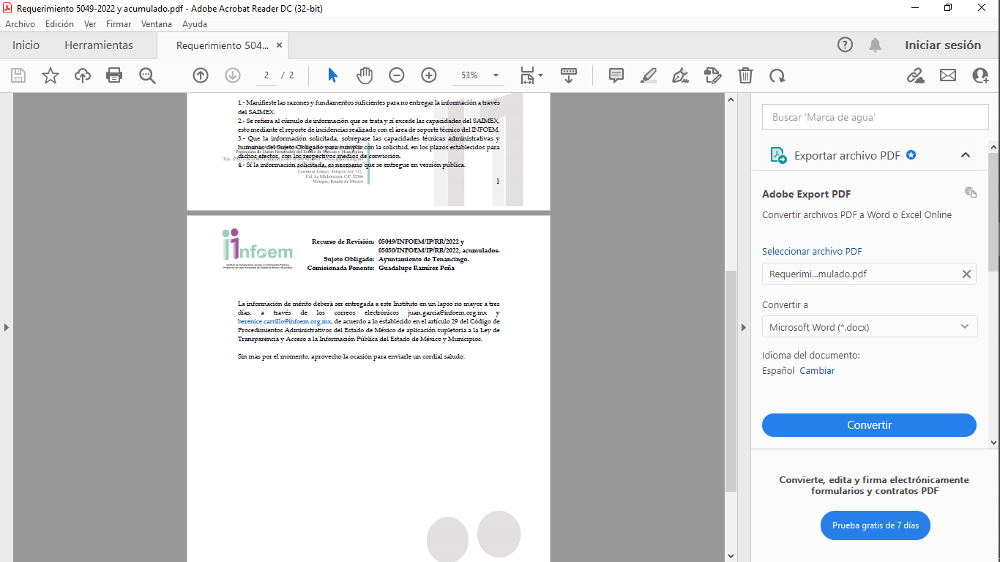 Requerimiento 5049-2022 y acumulado.pdf - Adobe Acrobat Reader DC (32-bit)
Archivo Edición Ver Firmar Ventana Ayuda
Inicio Herramientas Requerimiento 504... × Iniciar sesión
2 / 2 53%
1.- Manifieste las razones y fundamentos suficientes para no entregar la información a través
del SAIMEX.
2.- Se refiera al cúmulo de información que se trata y sí excede las capacidades del SAIMEX,
esto mediante el reporte de incidencias realizado con el área de soporte técnico del INFOEM.
3.- Que la información solicitada, sobrepase las capacidades técnicas administrativas y
humanas del Sujeto Obligado para cumplir con la solicitud, en los plazos establecidos para
Protección de Datos Personales del Estado de México y Municipios
dichos efectos, con los respectivos medios de convicción.
4.- Sí la información solicitada, es necesario que se entregue en versión pública.
Carretera Toluca - Ixtapan No. 111,
Col. La Michoacana, C.P. 52166
Metepec, Estado de México
1
infoem
Instituto de Transparencia, Acceso a la Información Pública y
Protección de Datos Personales del Estado de México y Municipios
Recurso de Revisión: 05049/INFOEM/IP/RR/2022 y
05050/INFOEM/IP/RR/2022, acumulados.
Sujeto Obligado: Ayuntamiento de Tenancingo.
Comisionada Ponente: Guadalupe Ramírez Peña
La información de mérito deberá ser entregada a este Instituto en un lapso no mayor a tres
días, a través de los correos electrónicos juan.garcia@infoem.org.mx y
berenice.carrillo@infoem.org.mx, de acuerdo a lo establecido en el artículo 29 del Código de
Procedimientos Administrativos del Estado de México de aplicación supletoria a la Ley de
Transparencia y Acceso a la Información Pública del Estado de México y Municipios.
Sin más por el momento, aprovecho la ocasión para enviarle un cordial saludo.
Buscar 'Marca de agua'
Exportar archivo PDF
Adobe Export PDF
Convertir archivos PDF a Word o Excel Online
Seleccionar archivo PDF
Requerimi...mulado.pdf
Convertir a
Microsoft Word (*.docx)
Idioma del documento:
Español Cambiar
Convertir
Convierte, edita y firma electrónicamente
formularios y contratos PDF
Prueba gratis de 7 días